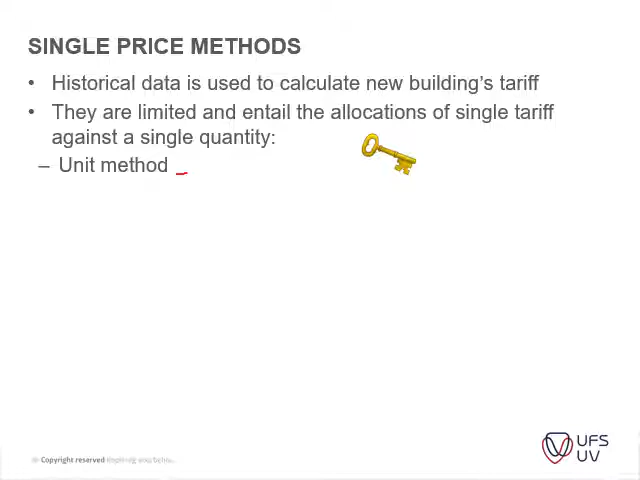 SINGLE PRICE METHODS
• Historical data is used to calculate new building's tariff
• They are limited and entail the allocations of single tariff
against a single quantity:
– Unit method
Copyright reserved
UFS
UV